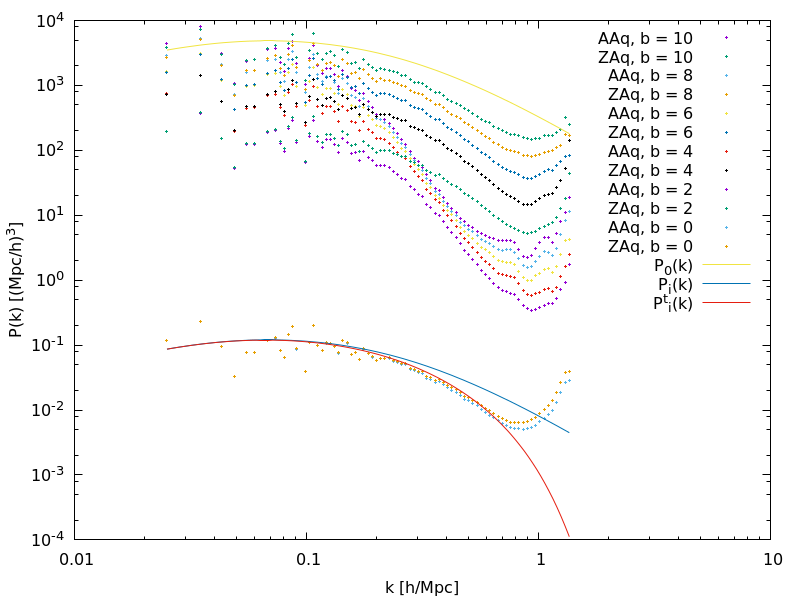 10^4
10^3
10^2
10^1
10^0
10^-1
10^-2
10^-3
10^-4
P(k) [(Mpc/h)^3]
AAq, b = 10
ZAq, b = 10
AAq, b = 8
ZAq, b = 8
AAq, b = 6
ZAq, b = 6
AAq, b = 4
ZAq, b = 4
AAq, b = 2
ZAq, b = 2
AAq, b = 0
ZAq, b = 0
P_0(k)
P_i(k)
P^t_i(k)
0.01 0.1 1 10
k [h/Mpc]